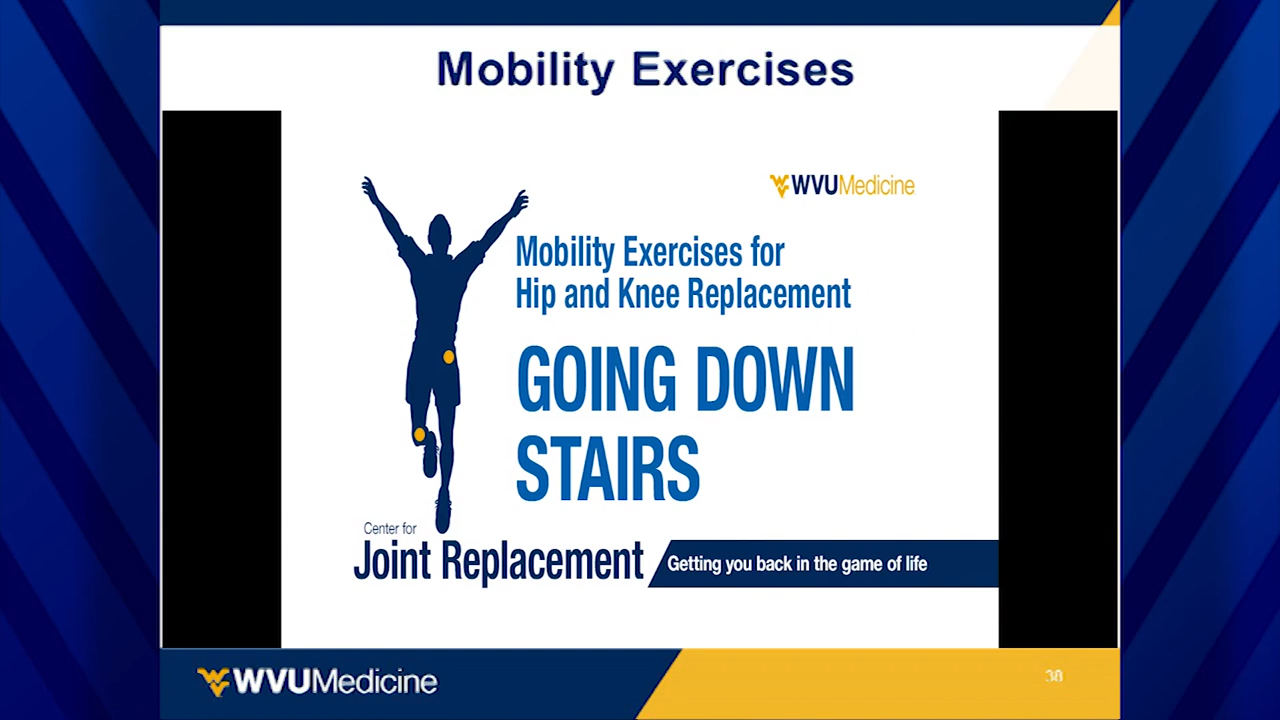 Mobility Exercises
WVUMedicine
Mobility Exercises for
Hip and Knee Replacement
GOING DOWN
STAIRS
Center for
Joint Replacement
Getting you back in the game of life
WVUMedicine
38